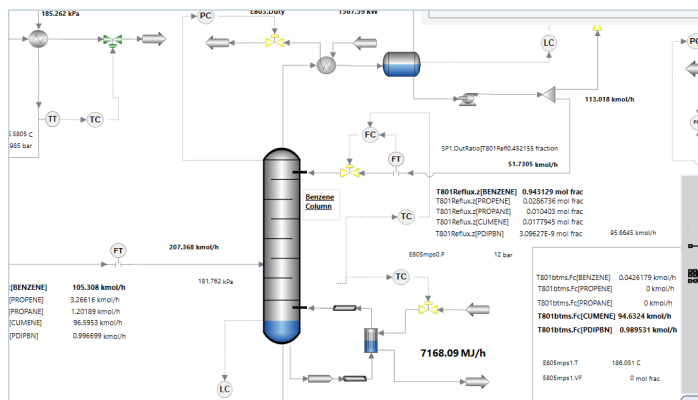 185.262 kPa
PC
E803.Duty
1567.59 kW
LC
PC
TT
TC
5.5805 C
985 bar
113.018 kmol/h
FC
SP1.OutRatio[T801Refl0.452155 fraction
FT
51.7305 kmol/h
Benzene
Column
T801Reflux.z[BENZENE] 0.943129 mol frac
T801Reflux.z[PROPENE] 0.0286736 mol frac
T801Reflux.z[PROPANE] 0.010403 mol frac
T801Reflux.z[CUMENE] 0.0177945 mol frac
T801Reflux.z[PDIPBN] 3.09627E-9 mol frac
TC
95.6645 kmol/h
FT
207.368 kmol/h
E805mps0.P 12 bar
181.762 kPa
TC
:[BENZENE] 105.308 kmol/h
[PROPENE] 3.26616 kmol/h
[PROPANE] 1.20189 kmol/h
[CUMENE] 96.5953 kmol/h
[PDIPBN] 0.996699 kmol/h
T801btms.Fc[BENZENE] 0.0426179 kmol/h
T801btms.Fc[PROPENE] 0 kmol/h
T801btms.Fc[PROPANE] 0 kmol/h
T801btms.Fc[CUMENE] 94.6324 kmol/h
T801btms.Fc[PDIPBN] 0.989531 kmol/h
7168.09 MJ/h
E805mps1.T 186.051 C
E805mps1.VF 0 mol frac
LC